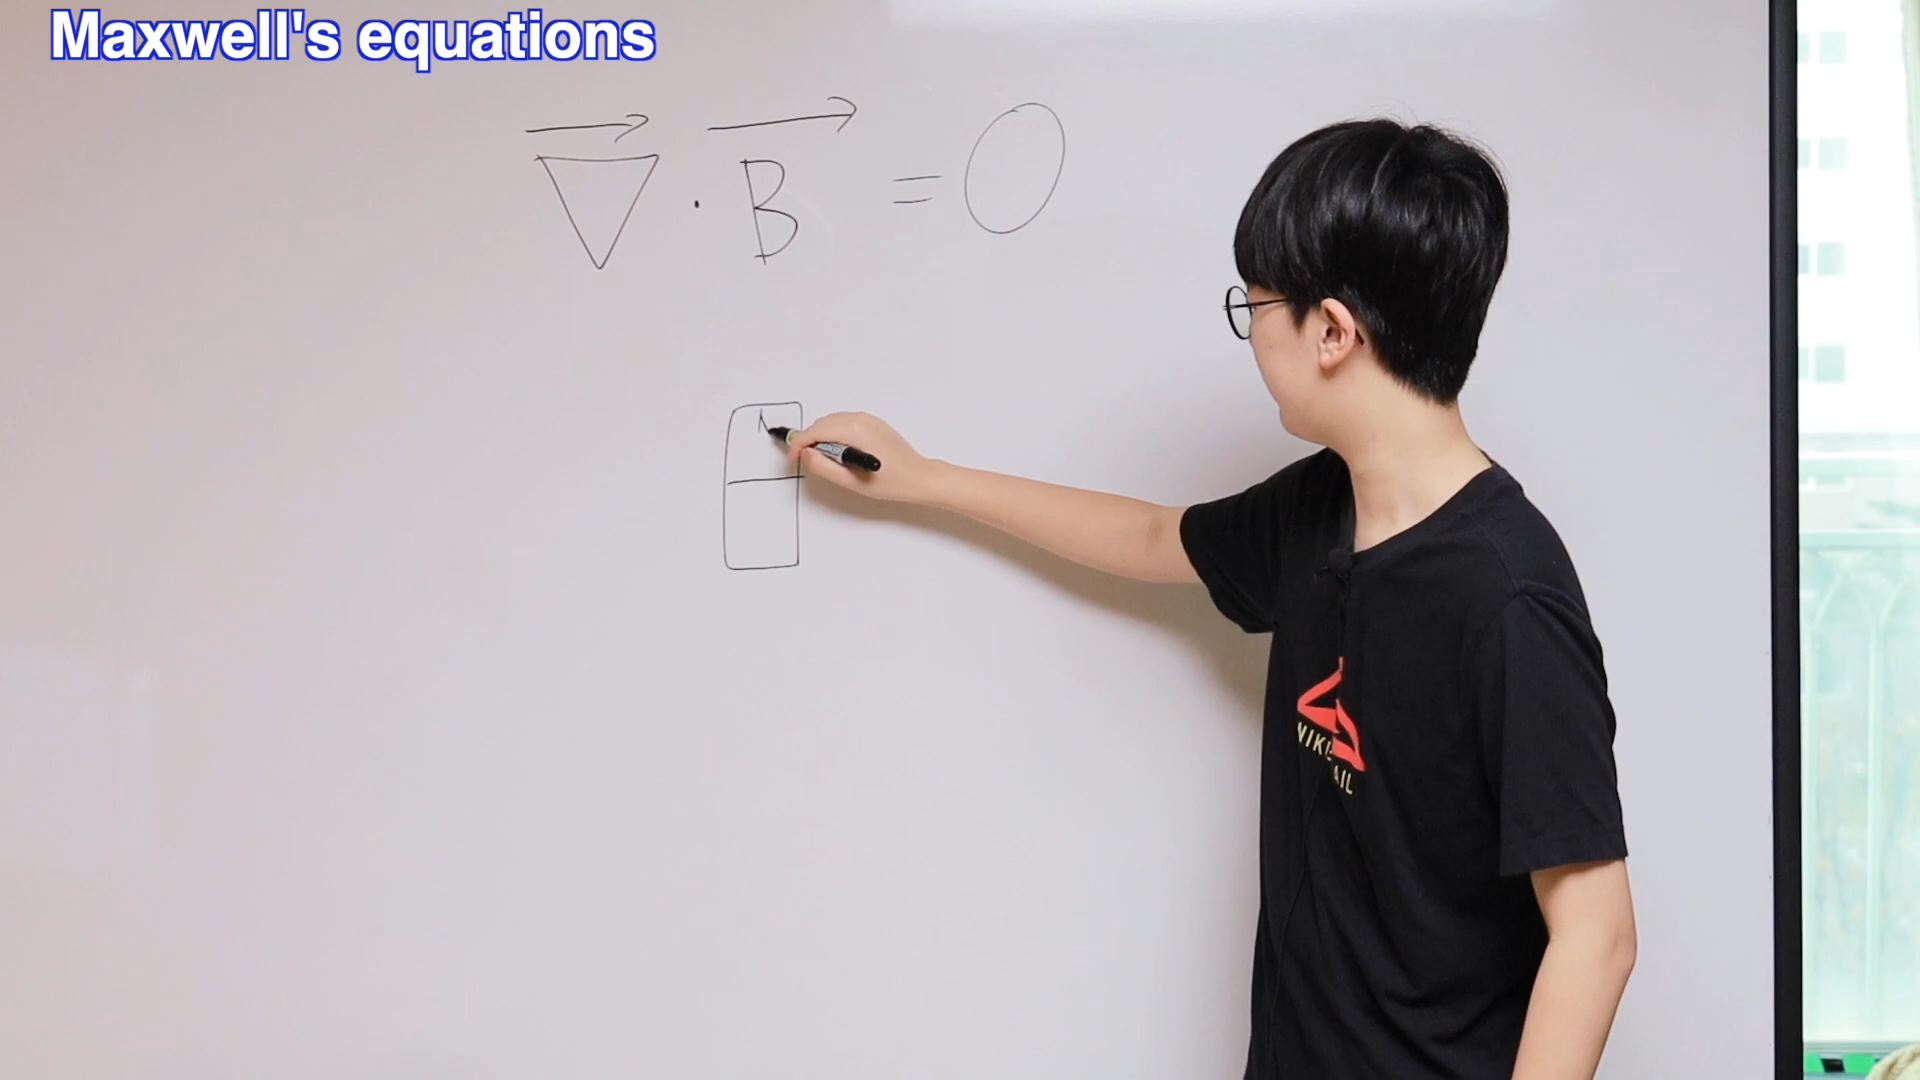 Maxwell's equations
∇⃗ · B⃗ = 0
N